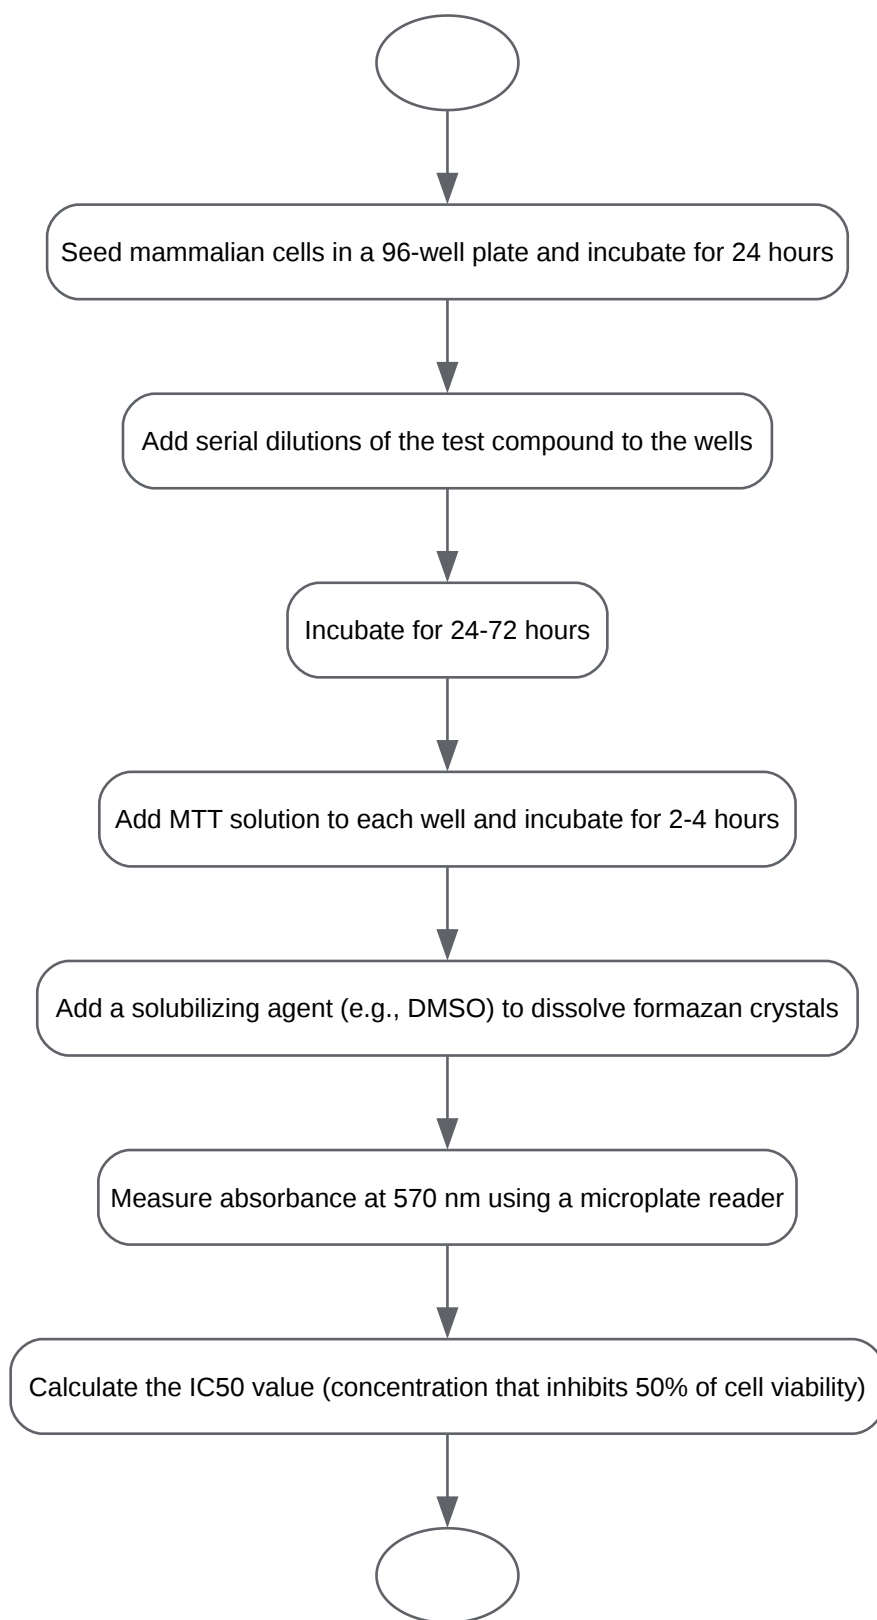 Seed mammalian cells in a 96-well plate and incubate for 24 hours
Add serial dilutions of the test compound to the wells
Incubate for 24-72 hours
Add MTT solution to each well and incubate for 2-4 hours
Add a solubilizing agent (e.g., DMSO) to dissolve formazan crystals
Measure absorbance at 570 nm using a microplate reader
Calculate the IC50 value (concentration that inhibits 50% of cell viability)